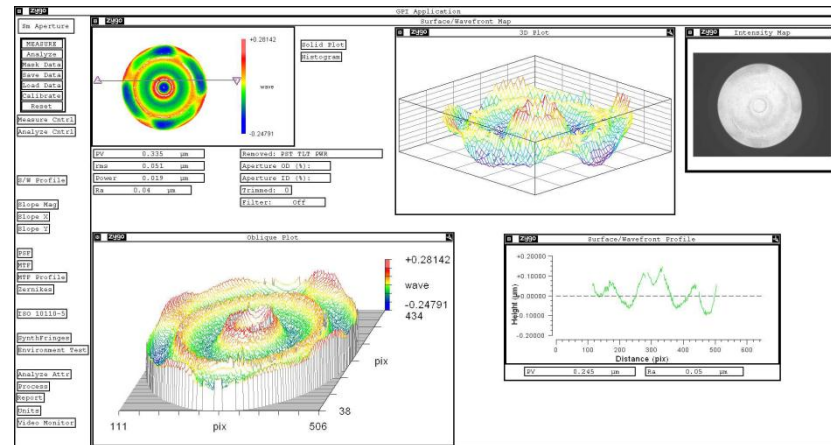 zygo
GPI Application
Sm Aperture
MEASURE
Analyze
Mask Data
Save Data
Load Data
Calibrate
Reset
Measure Cntrl
Analyze Cntrl
S/W Profile
Slope Mag
Slope X
Slope Y
PSF
MTF
MTF Profile
Zernikes
ISO 10110-5
SynthFringes
Environment Test
Analyze Attr
Process
Report
Units
Video Monitor
zygo
Surface/Wavefront Map
+0.28142
wave
-0.24791
Solid Plot
Histogram
PV 0.335 µm
rms 0.051 µm
Power 0.019 µm
Ra 0.04 µm
Removed: PST TLT PWR
Aperture OD (%):
Aperture ID (%):
Trimmed: 0
Filter: Off
zygo
3D Plot
zygo
Intensity Map
zygo
Oblique Plot
+0.28142
wave
-0.24791
434
pix
38
111
pix
506
zygo
Surface/Wavefront Profile
+0.20000
+0.10000
0.00000
-0.10000
-0.20000
Height (µm)
0 100 200 300 400 500 600
Distance (pix)
PV 0.245 µm
Ra 0.05 µm